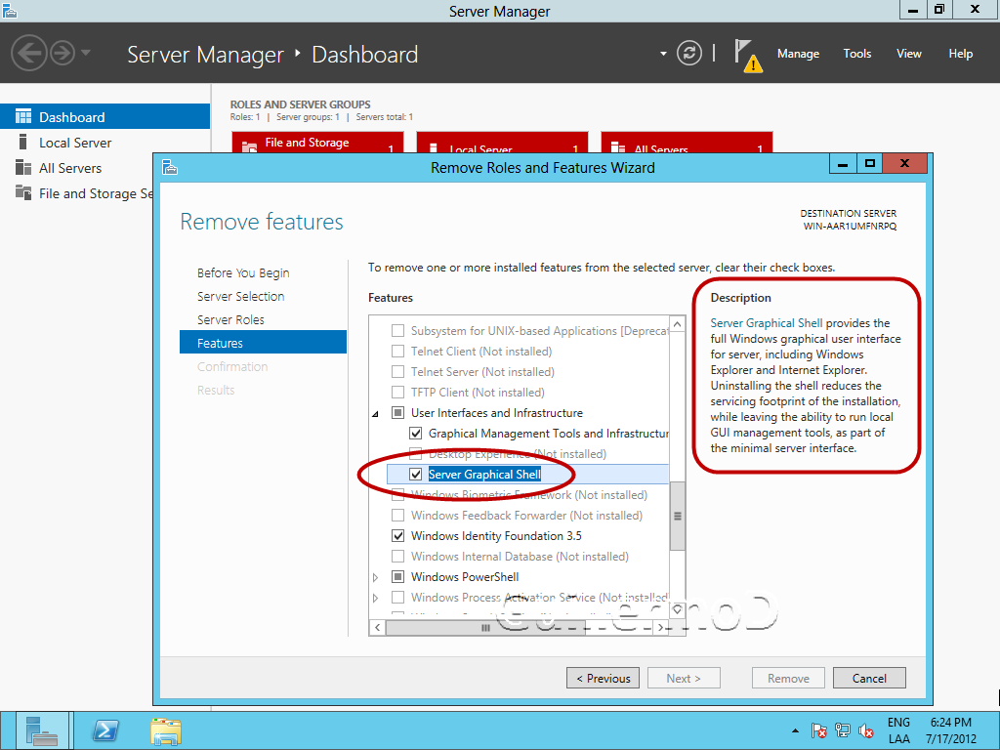 Server Manager
Server Manager
Dashboard
Manage
Tools
View
Help
Dashboard
Local Server
All Servers
File and Storage Se
ROLES AND SERVER GROUPS
Roles: 1 | Server groups: 1 | Servers total: 1
File and Storage
1
Local Server
1
All Servers
1
Remove Roles and Features Wizard
Remove features
DESTINATION SERVER
WIN-AAR1UMFNRPQ
Before You Begin
Server Selection
Server Roles
Features
Confirmation
Results
To remove one or more installed features from the selected server, clear their check boxes.
Features
Subsystem for UNIX-based Applications [Deprecat
Telnet Client (Not installed)
Telnet Server (Not installed)
TFTP Client (Not installed)
User Interfaces and Infrastructure
Graphical Management Tools and Infrastructur
Desktop Experience (Not installed)
Server Graphical Shell
Windows Biometric Framework (Not installed)
Windows Feedback Forwarder (Not installed)
Windows Identity Foundation 3.5
Windows Internal Database (Not installed)
Windows PowerShell
Windows Process Activation Service (Not installed)
Description
Server Graphical Shell provides the
full Windows graphical user interface
for server, including Windows
Explorer and Internet Explorer.
Uninstalling the shell reduces the
servicing footprint of the installation,
while leaving the ability to run local
GUI management tools, as part of
the minimal server interface.
< Previous
Next >
Remove
Cancel
ENG
LAA
6:24 PM
7/17/2012